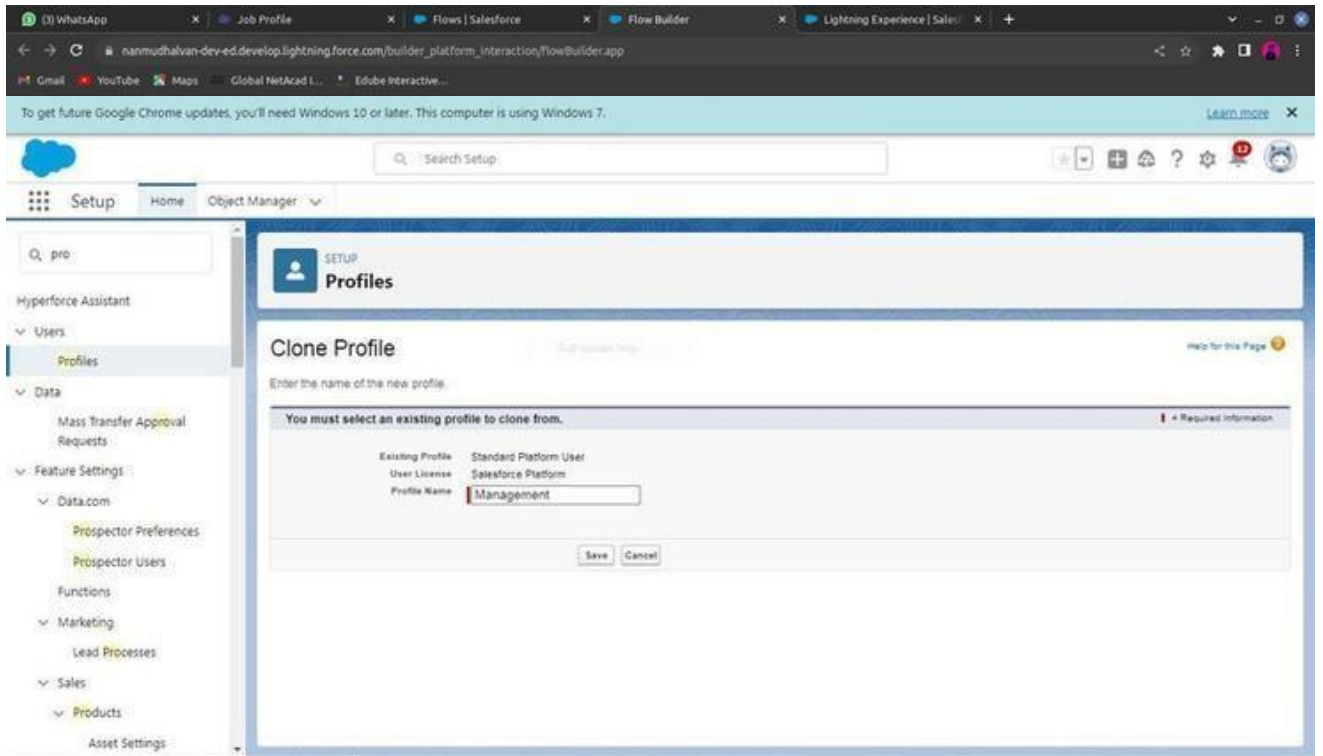 (3) WhatsApp
Job Profile
Flows | Salesforce
Flow Builder
Lightning Experience | Sales
nanmudhalvan-dev-ed.develop.lightning.force.com/builder_platform_interaction/flowBuilder.app
Gmail
YouTube
Maps
Global NetAcad I...
Edube Interactive...
To get future Google Chrome updates, you'll need Windows 10 or later. This computer is using Windows 7.
Learn more
Search Setup
12
Setup
Home
Object Manager
pro
Hyperforce Assistant
Users
Profiles
Data
Mass Transfer Approval
Requests
Feature Settings
Data.com
Prospector Preferences
Prospector Users
Functions
Marketing
Lead Processes
Sales
Products
Asset Settings
SETUP
Profiles
Clone Profile
Help for this Page
Enter the name of the new profile.
You must select an existing profile to clone from.
= Required Information
Existing Profile Standard Platform User
User License Salesforce Platform
Profile Name Management
Save Cancel